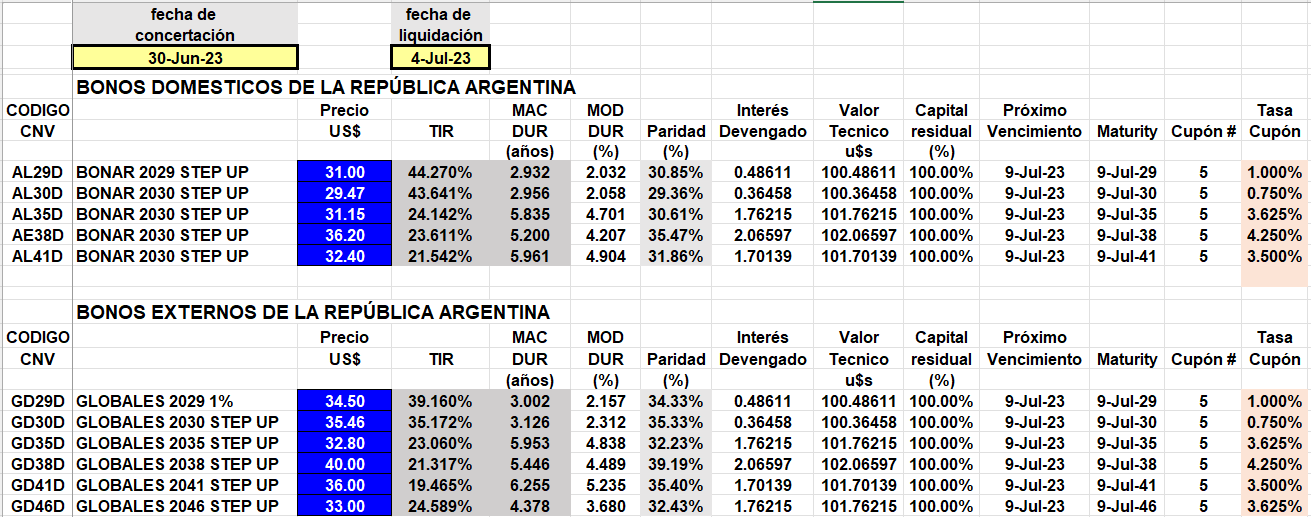 fecha de fecha de
concertación liquidación
30-Jun-23 4-Jul-23
BONOS DOMESTICOS DE LA REPÚBLICA ARGENTINA
CODIGO Precio MAC MOD Interés Valor Capital Próximo Tasa
CNV US$ TIR DUR DUR Paridad Devengado Tecnico residual Vencimiento Maturity Cupón # Cupón
(años) (%) (%) u$s (%)
AL29D BONAR 2029 STEP UP 31.00 44.270% 2.932 2.032 30.85% 0.48611 100.48611 100.00% 9-Jul-23 9-Jul-29 5 1.000%
AL30D BONAR 2030 STEP UP 29.47 43.641% 2.956 2.058 29.36% 0.36458 100.36458 100.00% 9-Jul-23 9-Jul-30 5 0.750%
AL35D BONAR 2030 STEP UP 31.15 24.142% 5.835 4.701 30.61% 1.76215 101.76215 100.00% 9-Jul-23 9-Jul-35 5 3.625%
AE38D BONAR 2030 STEP UP 36.20 23.611% 5.200 4.207 35.47% 2.06597 102.06597 100.00% 9-Jul-23 9-Jul-38 5 4.250%
AL41D BONAR 2030 STEP UP 32.40 21.542% 5.961 4.904 31.86% 1.70139 101.70139 100.00% 9-Jul-23 9-Jul-41 5 3.500%
BONOS EXTERNOS DE LA REPÚBLICA ARGENTINA
CODIGO Precio MAC MOD Interés Valor Capital Próximo Tasa
CNV US$ TIR DUR DUR Paridad Devengado Tecnico residual Vencimiento Maturity Cupón # Cupón
(años) (%) (%) u$s (%)
GD29D GLOBALES 2029 1% 34.50 39.160% 3.002 2.157 34.33% 0.48611 100.48611 100.00% 9-Jul-23 9-Jul-29 5 1.000%
GD30D GLOBALES 2030 STEP UP 35.46 35.172% 3.126 2.312 35.33% 0.36458 100.36458 100.00% 9-Jul-23 9-Jul-30 5 0.750%
GD35D GLOBALES 2035 STEP UP 32.80 23.060% 5.953 4.838 32.23% 1.76215 101.76215 100.00% 9-Jul-23 9-Jul-35 5 3.625%
GD38D GLOBALES 2038 STEP UP 40.00 21.317% 5.446 4.489 39.19% 2.06597 102.06597 100.00% 9-Jul-23 9-Jul-38 5 4.250%
GD41D GLOBALES 2041 STEP UP 36.00 19.465% 6.255 5.235 35.40% 1.70139 101.70139 100.00% 9-Jul-23 9-Jul-41 5 3.500%
GD46D GLOBALES 2046 STEP UP 33.00 24.589% 4.378 3.680 32.43% 1.76215 101.76215 100.00% 9-Jul-23 9-Jul-46 5 3.625%